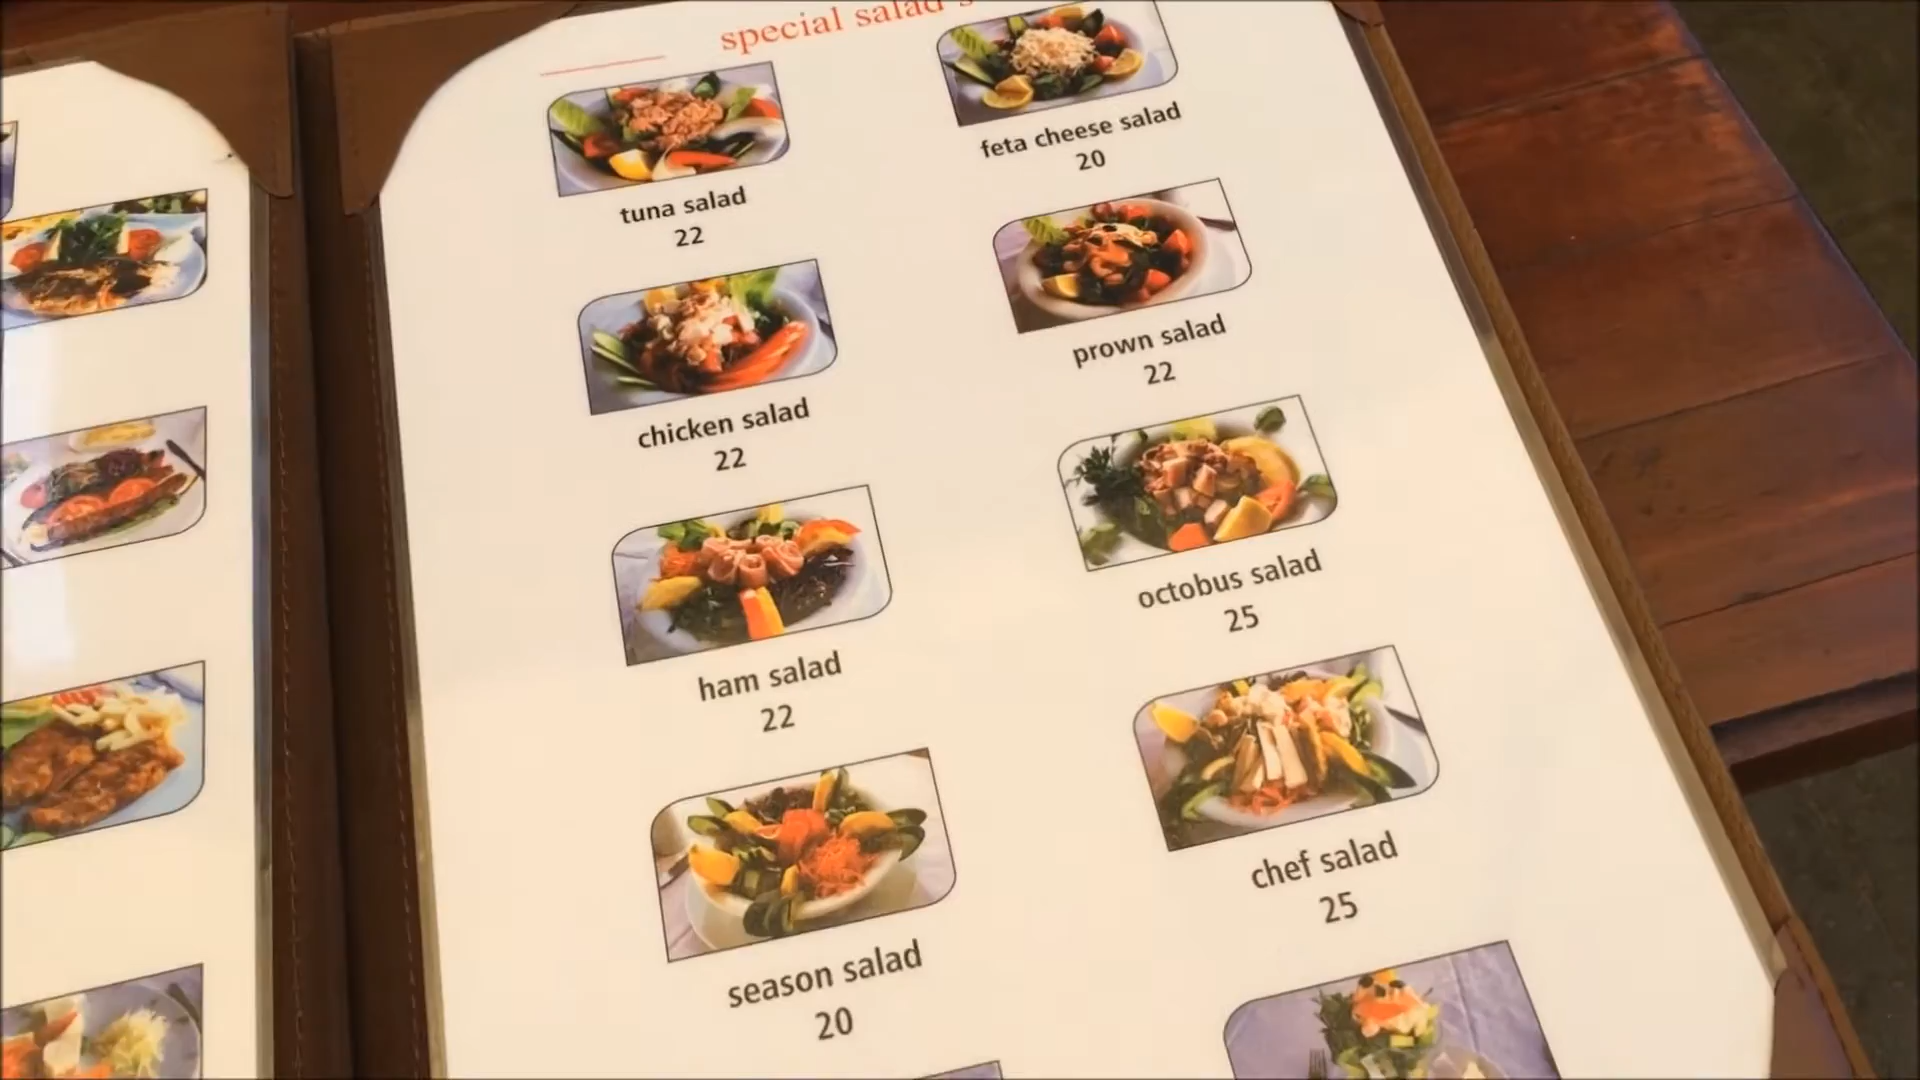 special salad's
tuna salad
22
feta cheese salad
20
chicken salad
22
prown salad
22
ham salad
22
octobus salad
25
season salad
20
chef salad
25